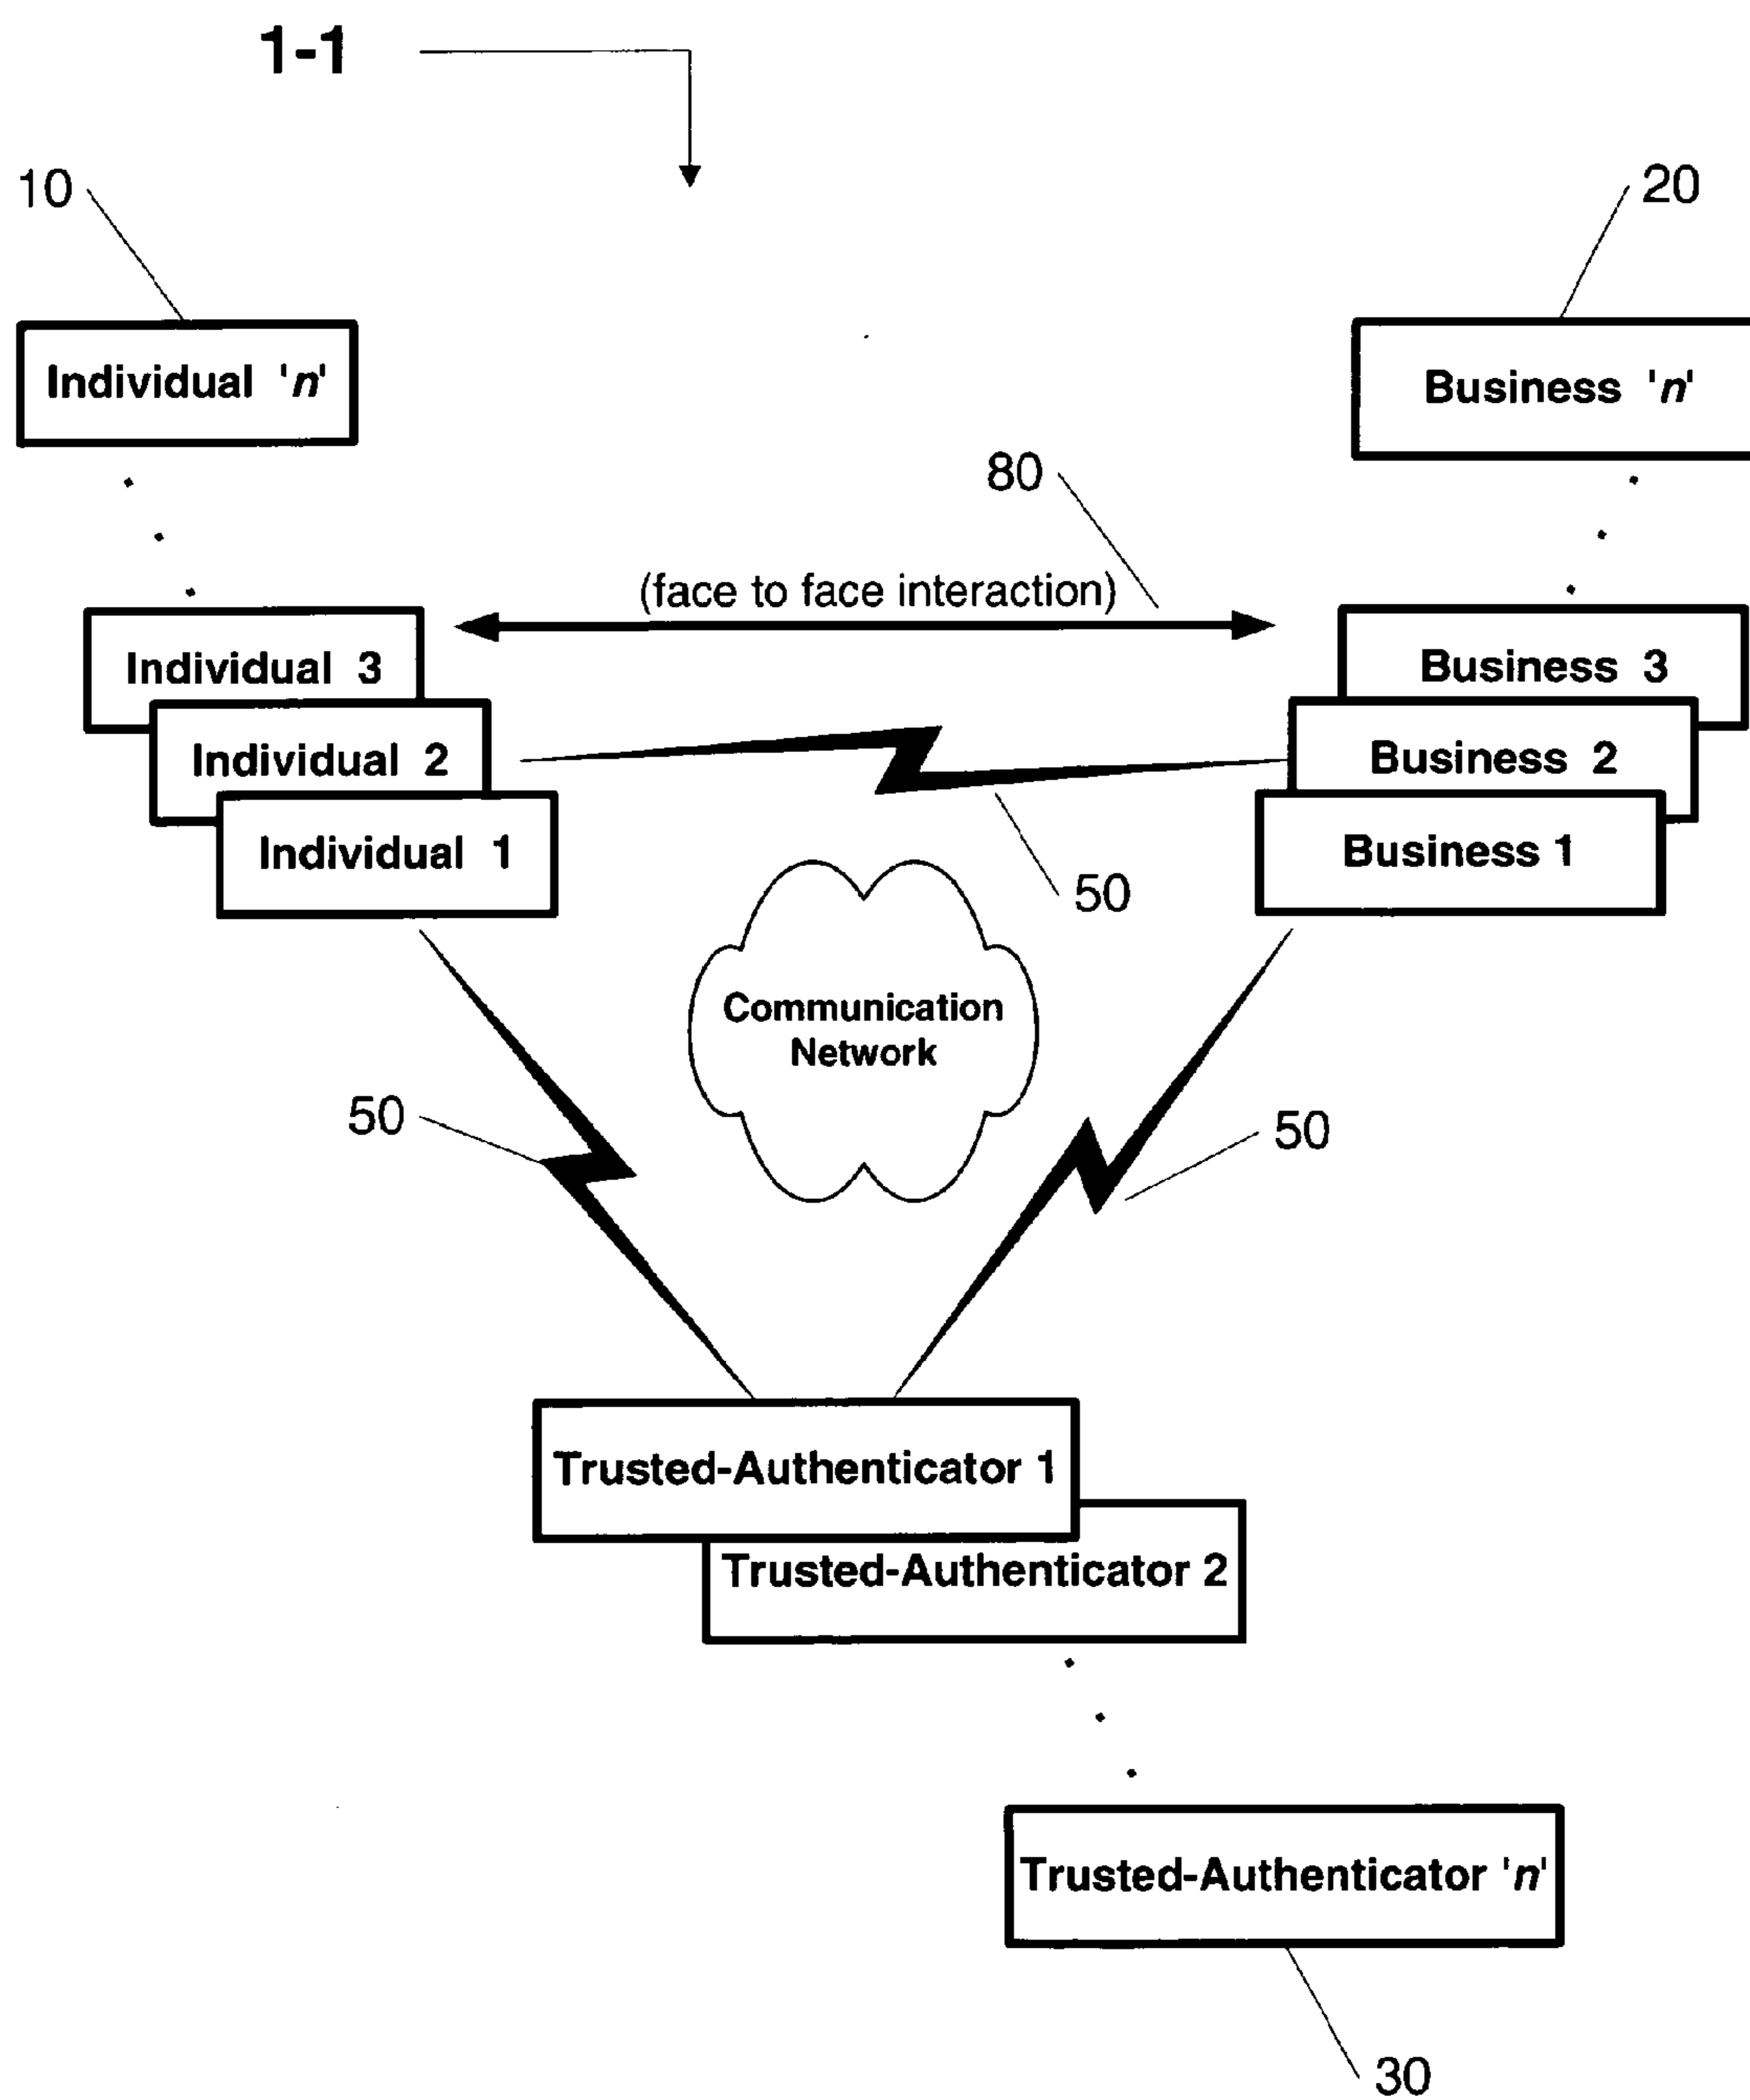 1-1
10
20
Individual 'n'
Business 'n'
80
(face to face interaction)
Individual 3
Business 3
Individual 2
Business 2
Individual 1
Business 1
50
Communication
Network
50
50
Trusted-Authenticator 1
Trusted-Authenticator 2
Trusted-Authenticator 'n'
30